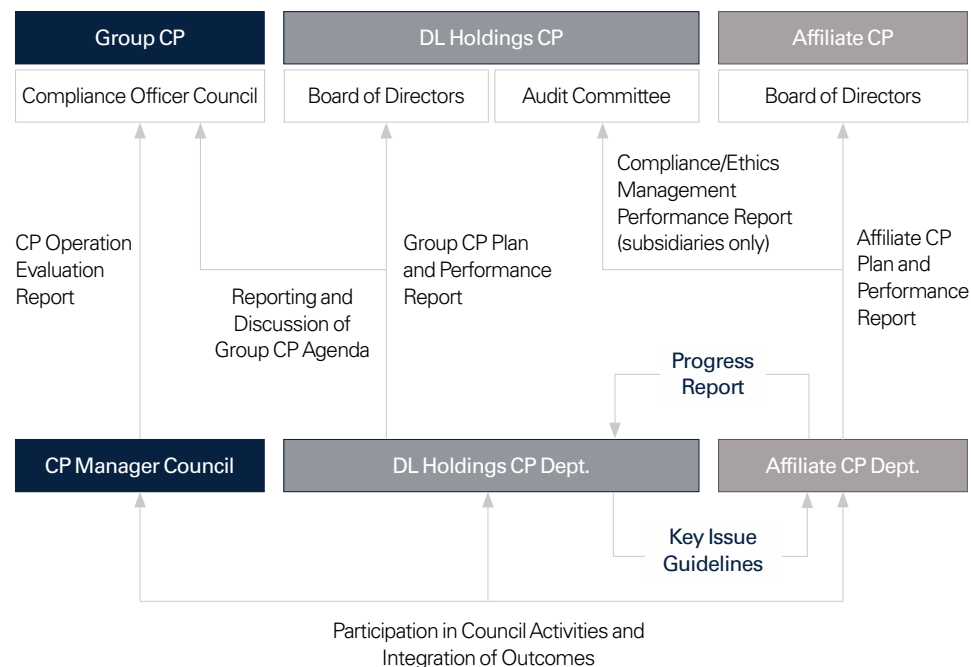 Group CP
DL Holdings CP
Affiliate CP
Compliance Officer Council
Board of Directors
Audit Committee
Board of Directors
CP Operation
Evaluation
Report
Reporting and
Discussion of
Group CP Agenda
Group CP Plan
and Performance
Report
Compliance/Ethics
Management
Performance Report
(subsidiaries only)
Affiliate CP
Plan and
Performance
Report
Progress
Report
CP Manager Council
DL Holdings CP Dept.
Affiliate CP Dept.
Key Issue
Guidelines
Participation in Council Activities and
Integration of Outcomes